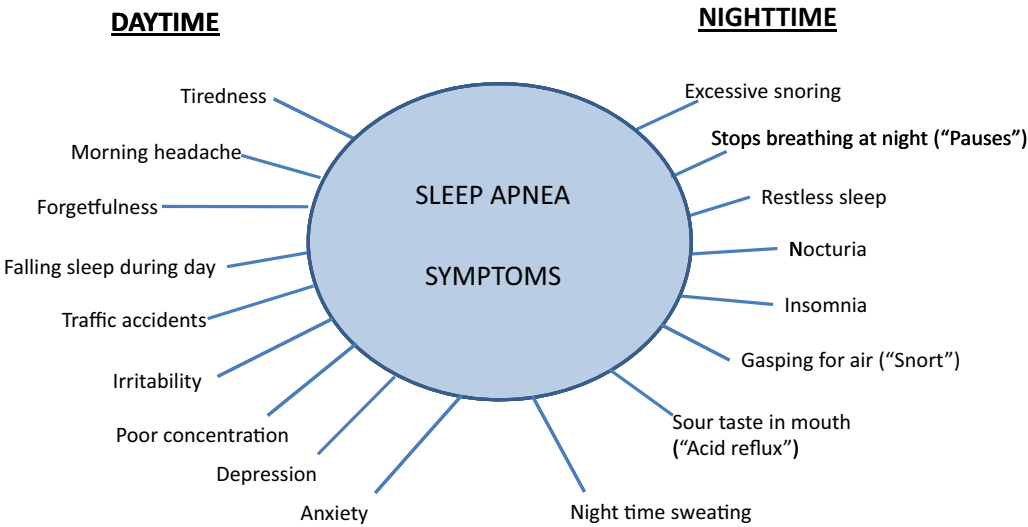 DAYTIME
NIGHTTIME
Tiredness
Morning headache
Forgetfulness
Falling sleep during day
Traffic accidents
Irritability
Poor concentration
Depression
Anxiety
SLEEP APNEA
SYMPTOMS
Excessive snoring
Stops breathing at night (“Pauses”)
Restless sleep
Nocturia
Insomnia
Gasping for air (“Snort”)
Sour taste in mouth
(“Acid reflux”)
Night time sweating